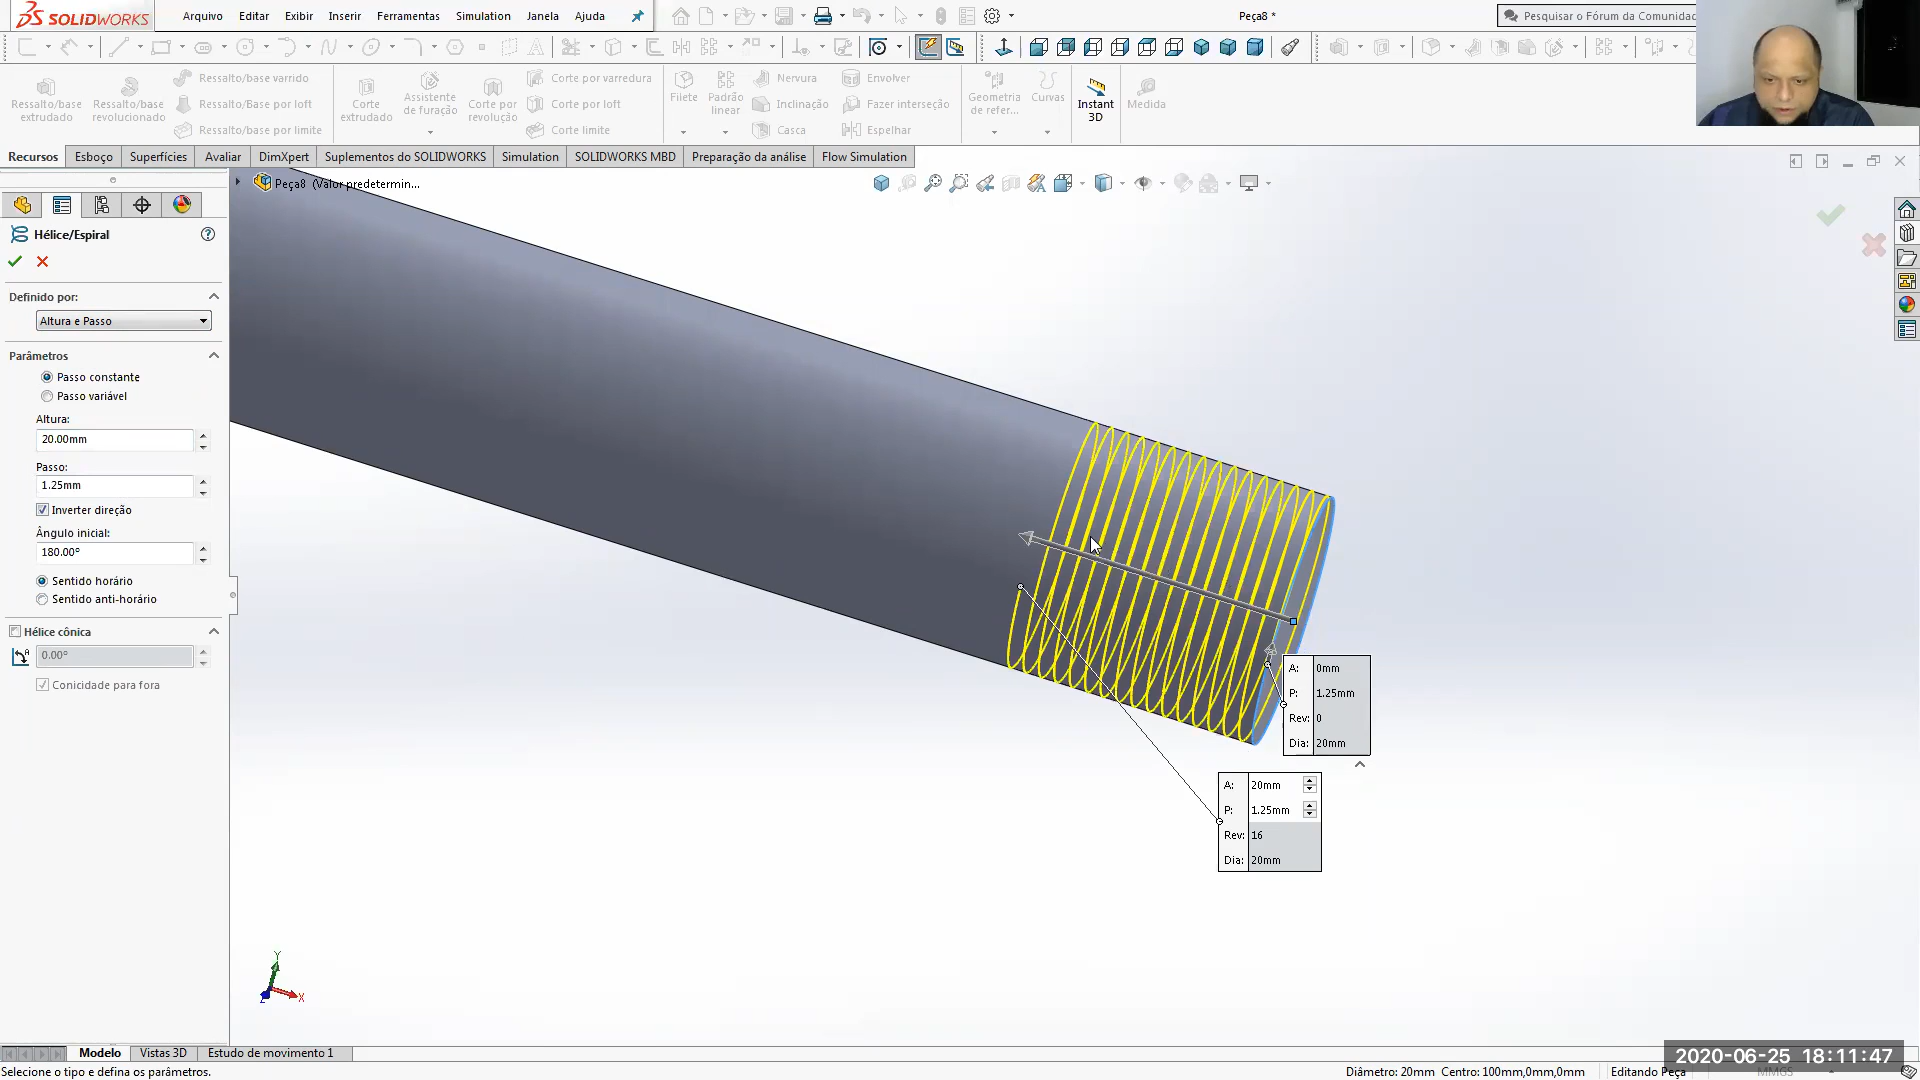 SOLIDWORKS
Arquivo Editar Exibir Inserir Ferramentas Simulation Janela Ajuda
Peça8 *
Pesquisar o Fórum da Comunidad
Ressalto/base extrudado
Ressalto/base revolucionado
Ressalto/base varrido
Ressalto/Base por loft
Ressalto/base por limite
Corte extrudado
Assistente de furação
Corte por revolução
Corte por varredura
Corte por loft
Corte limite
Filete
Padrão linear
Nervura
Inclinação
Casca
Envolver
Fazer interseção
Espelhar
Geometria de refer...
Curvas
Instant 3D
Medida
Recursos Esboço Superfícies Avaliar DimXpert Suplementos do SOLIDWORKS Simulation SOLIDWORKS MBD Preparação da análise Flow Simulation
Peça8 (Valor predetermin...
Hélice/Espiral
Definido por:
Altura e Passo
Parâmetros
Passo constante
Passo variável
Altura:
20.00mm
Passo:
1.25mm
Inverter direção
Ângulo inicial:
180.00°
Sentido horário
Sentido anti-horário
Hélice cônica
0.00°
Conicidade para fora
A: 0mm
P: 1.25mm
Rev: 0
Dia: 20mm
A: 20mm
P: 1.25mm
Rev: 16
Dia: 20mm
Y
X
Z
Modelo Vistas 3D Estudo de movimento 1
2020-06-25 18:11:47
Selecione o tipo e defina os parâmetros.
Diâmetro: 20mm Centro: 100mm,0mm,0mm Editando Peça MMGS